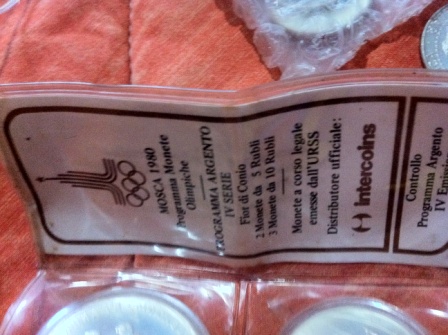 MOSCA 1980
Programma Monete
Olimpiche
PROGRAMMA ARGENTO
IV SERIE
Fior di Conio
2 Monete da 5 Rubli
3 Monete da 10 Rubli
Monete a corso legale
emesse dall'URSS
Distributore ufficiale:
Intercoins
Controllo
Programma Argento